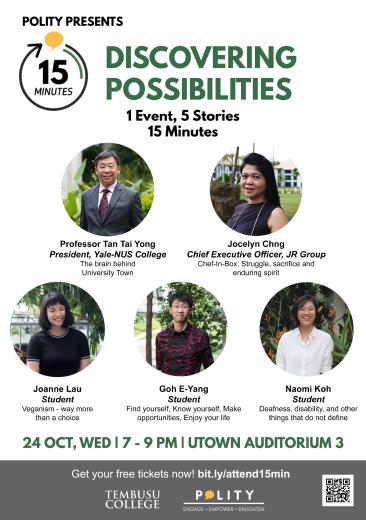 POLITY PRESENTS
15
MINUTES
DISCOVERING
POSSIBILITIES
1 Event, 5 Stories
15 Minutes
Professor Tan Tai Yong
President, Yale-NUS College
The brain behind
University Town
Jocelyn Chng
Chief Executive Officer, JR Group
Chef-In-Box: Struggle, sacrifice and
enduring spirit
Joanne Lau
Student
Veganism - way more
than a choice
Goh E-Yang
Student
Find yourself, Know yourself, Make
opportunities, Enjoy your life
Naomi Koh
Student
Deafness, disability, and other
things that do not define
24 OCT, WED | 7 - 9 PM | UTOWN AUDITORIUM 3
Get your free tickets now! bit.ly/attend15min
TEMBUSU
COLLEGE
POLITY
ENGAGE • EMPOWER • ENLIGHTEN